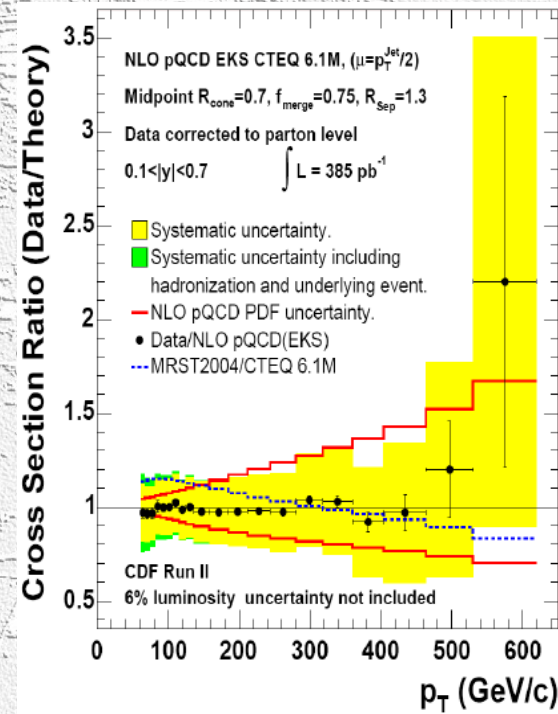 Cross Section Ratio (Data/Theory)
3.5
3
2.5
2
1.5
1
0.5
NLO pQCD EKS CTEQ 6.1M, (μ=p_T^Jet/2)
Midpoint R_cone=0.7, f_merge=0.75, R_Sep=1.3
Data corrected to parton level
0.1<|y|<0.7 ∫ L = 385 pb⁻¹
Systematic uncertainty.
Systematic uncertainty including
hadronization and underlying event.
NLO pQCD PDF uncertainty.
Data/NLO pQCD(EKS)
MRST2004/CTEQ 6.1M
CDF Run II
6% luminosity uncertainty not included
0 100 200 300 400 500 600
p_T (GeV/c)